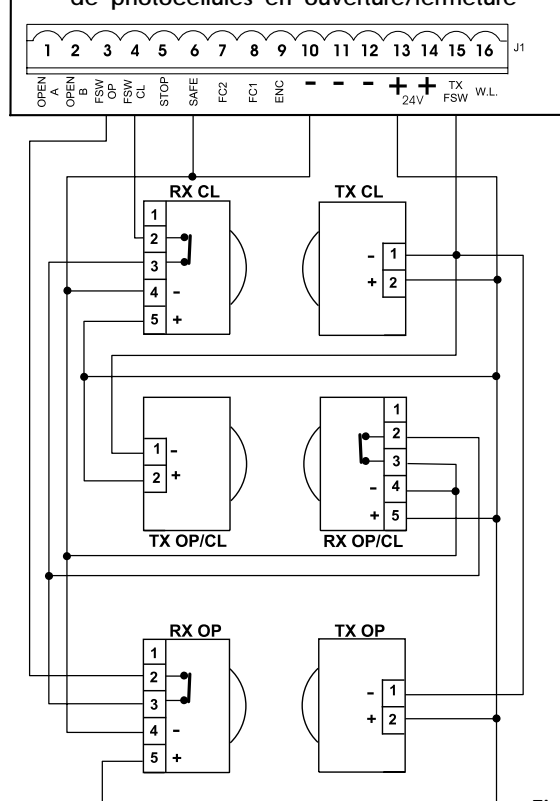 de photocellules en ouverture/fermeture
1 2 3 4 5 6 7 8 9 10 11 12 13 14 15 16 J1
OPEN A
OPEN B
FSW OP
FSW CL
STOP
SAFE
FC2
FC1
ENC
- - - + +
24V
TX FSW
W.L.
RX CL TX CL
1
2
3
4 -
5 +
- 1
+ 2
1 -
2 +
1
2
3
- 4
+ 5
TX OP/CL RX OP/CL
RX OP TX OP
1
2
3
4 -
5 +
- 1
+ 2